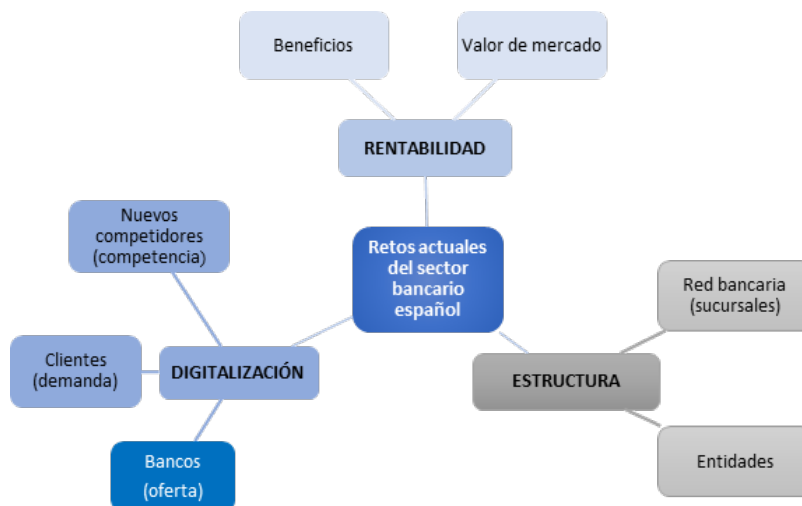 Beneficios
Valor de mercado
RENTABILIDAD
Nuevos
competidores
(competencia)
Retos actuales
del sector
bancario
español
Red bancaria
(sucursales)
Clientes
(demanda)
DIGITALIZACIÓN
ESTRUCTURA
Bancos
(oferta)
Entidades